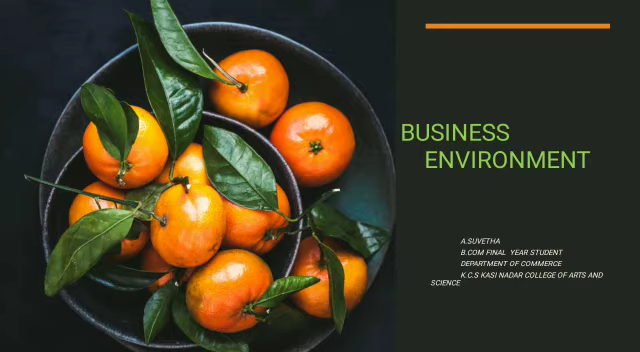 BUSINESS
ENVIRONMENT
A.SUVETHA
B.COM FINAL YEAR STUDENT
DEPARTMENT OF COMMERCE
K.C.S KASI NADAR COLLEGE OF ARTS AND
SCIENCE